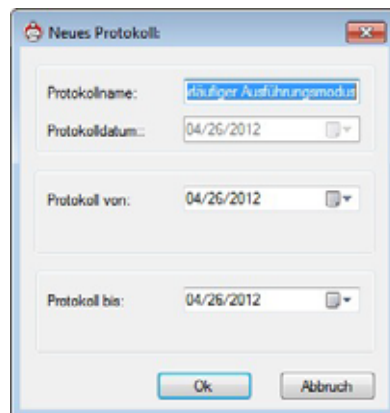 Neues Protokoll:
Protokollname: rläufiger Ausführungsmodus
Protokolldatum:: 04/26/2012
Protokoll von: 04/26/2012
Protokoll bis: 04/26/2012
Ok Abbruch